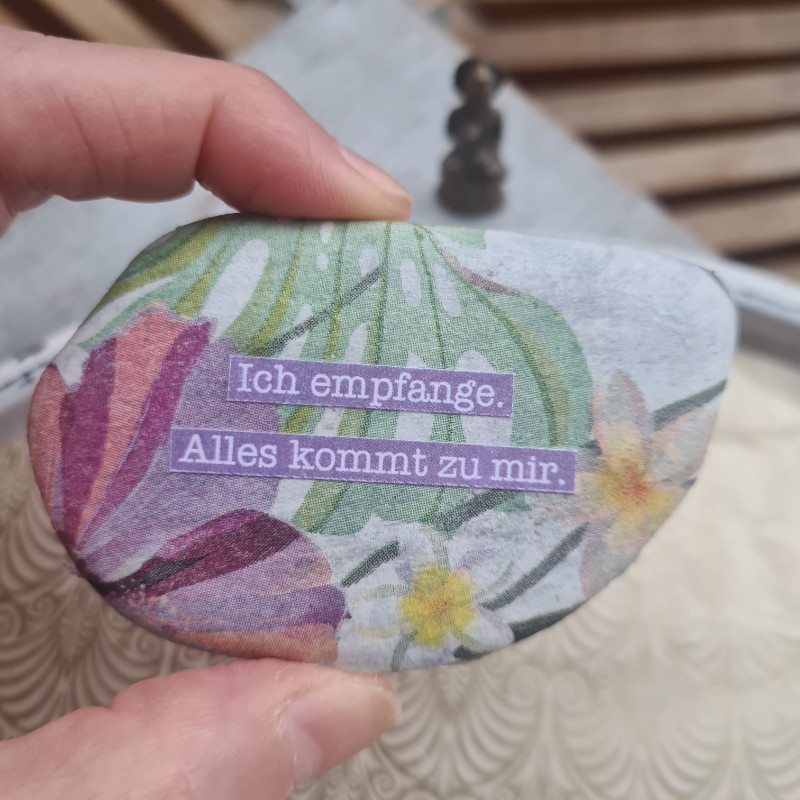 Ich empfange.
Alles kommt zu mir.